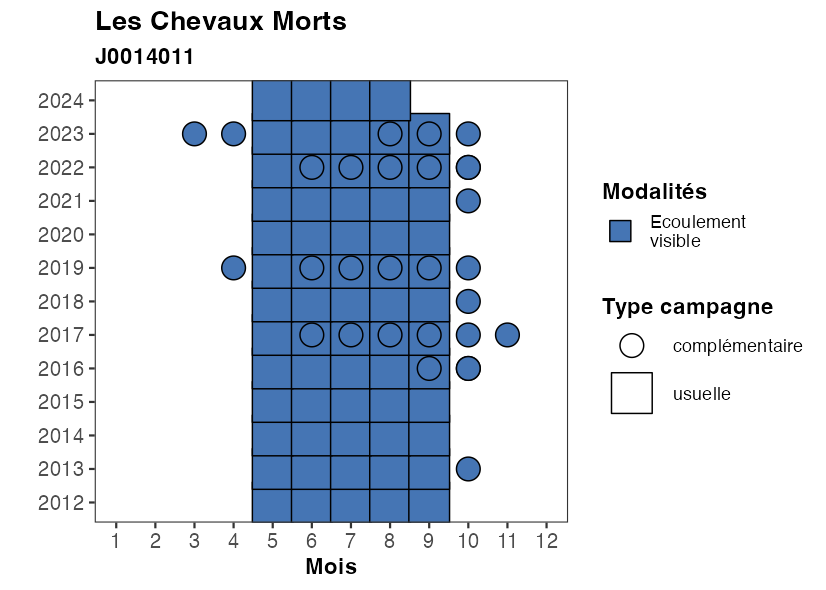 Les Chevaux Morts
J0014011
2024
2023
2022
2021
2020
2019
2018
2017
2016
2015
2014
2013
2012
1 2 3 4 5 6 7 8 9 10 11 12
Mois
Modalités
Ecoulement
visible
Type campagne
complémentaire
usuelle